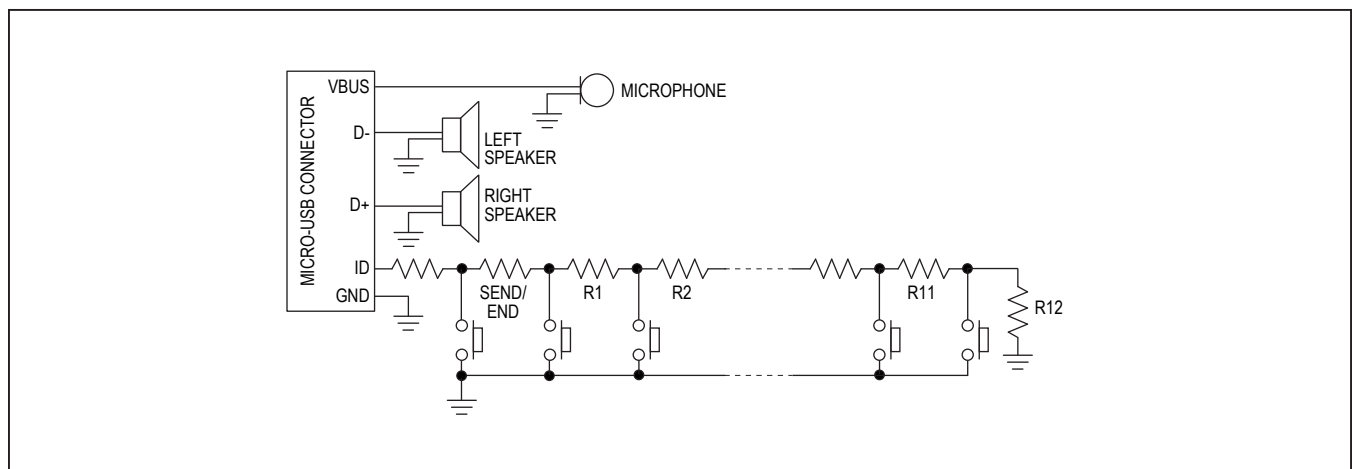 MICRO-USB CONNECTOR
VBUS
MICROPHONE
D-
LEFT
SPEAKER
D+
RIGHT
SPEAKER
ID
SEND/
END
R1
R2
R11
R12
GND